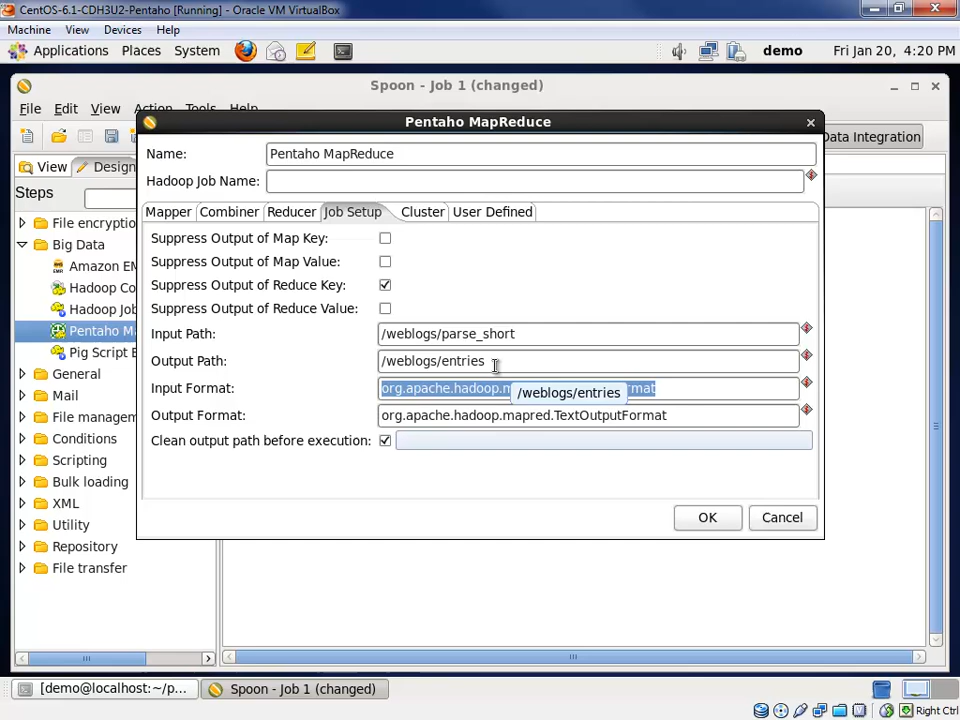 CentOS-6.1-CDH3U2-Pentaho [Running] - Oracle VM VirtualBox
Machine View Devices Help
Applications Places System demo Fri Jan 20, 4:20 PM
Spoon - Job 1 (changed)
File Edit View Action Tools Help
Pentaho MapReduce
Data Integration
Name: Pentaho MapReduce
View Design
Hadoop Job Name:
Steps
Mapper Combiner Reducer Job Setup Cluster User Defined
File encryptio
Suppress Output of Map Key:
Big Data
Suppress Output of Map Value:
Amazon EM
Suppress Output of Reduce Key:
Hadoop Co
Suppress Output of Reduce Value:
Hadoop Job
Input Path: /weblogs/parse_short
Pentaho Ma
Output Path: /weblogs/entries
Pig Script E
General
Input Format: org.apache.hadoop.m rmat
/weblogs/entries
Mail
Output Format: org.apache.hadoop.mapred.TextOutputFormat
Conditions
Clean output path before execution:
Scripting
Bulk loading
XML
OK Cancel
Utility
Repository
File transfer
[demo@localhost:~/p... Spoon - Job 1 (changed)
Right Ctrl